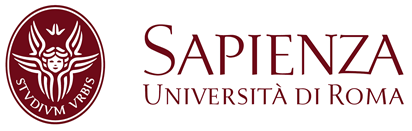 STVDIVM VRBIS
SAPIENZA
UNIVERSITÀ DI ROMA